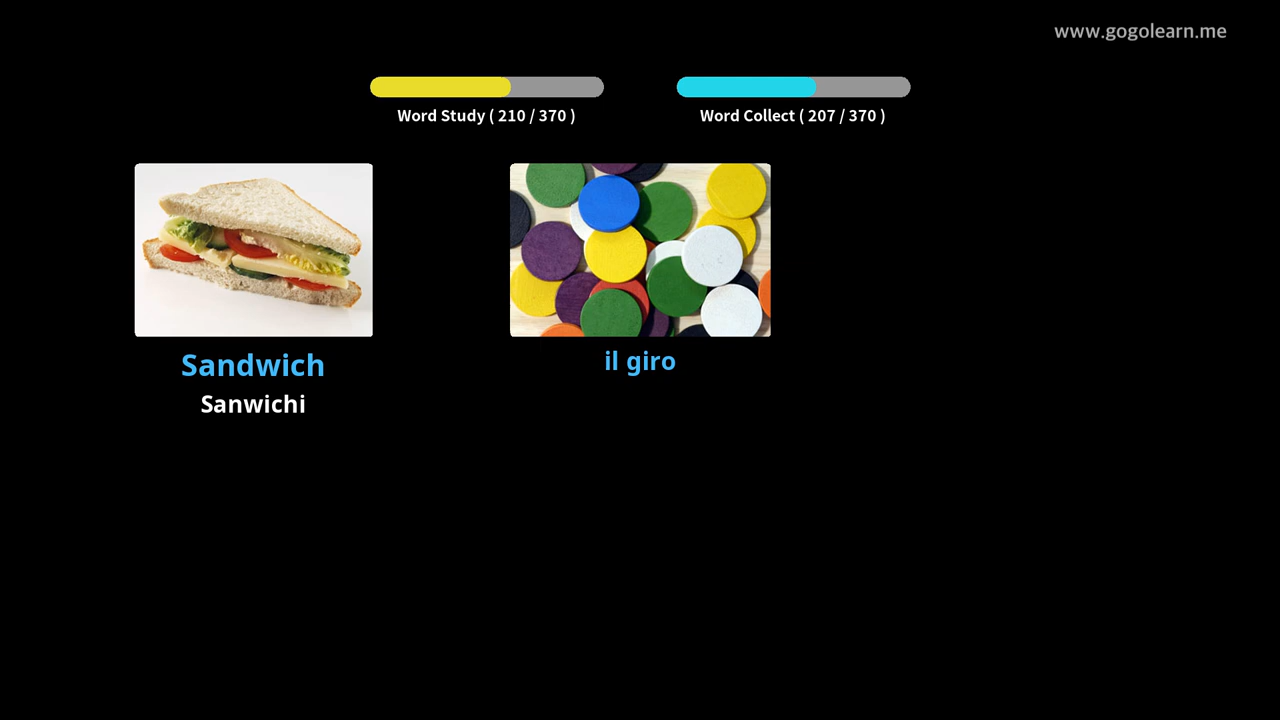 www.gogolearn.me
Word Study ( 210 / 370 )
Word Collect ( 207 / 370 )
Sandwich
Sanwichi
il giro